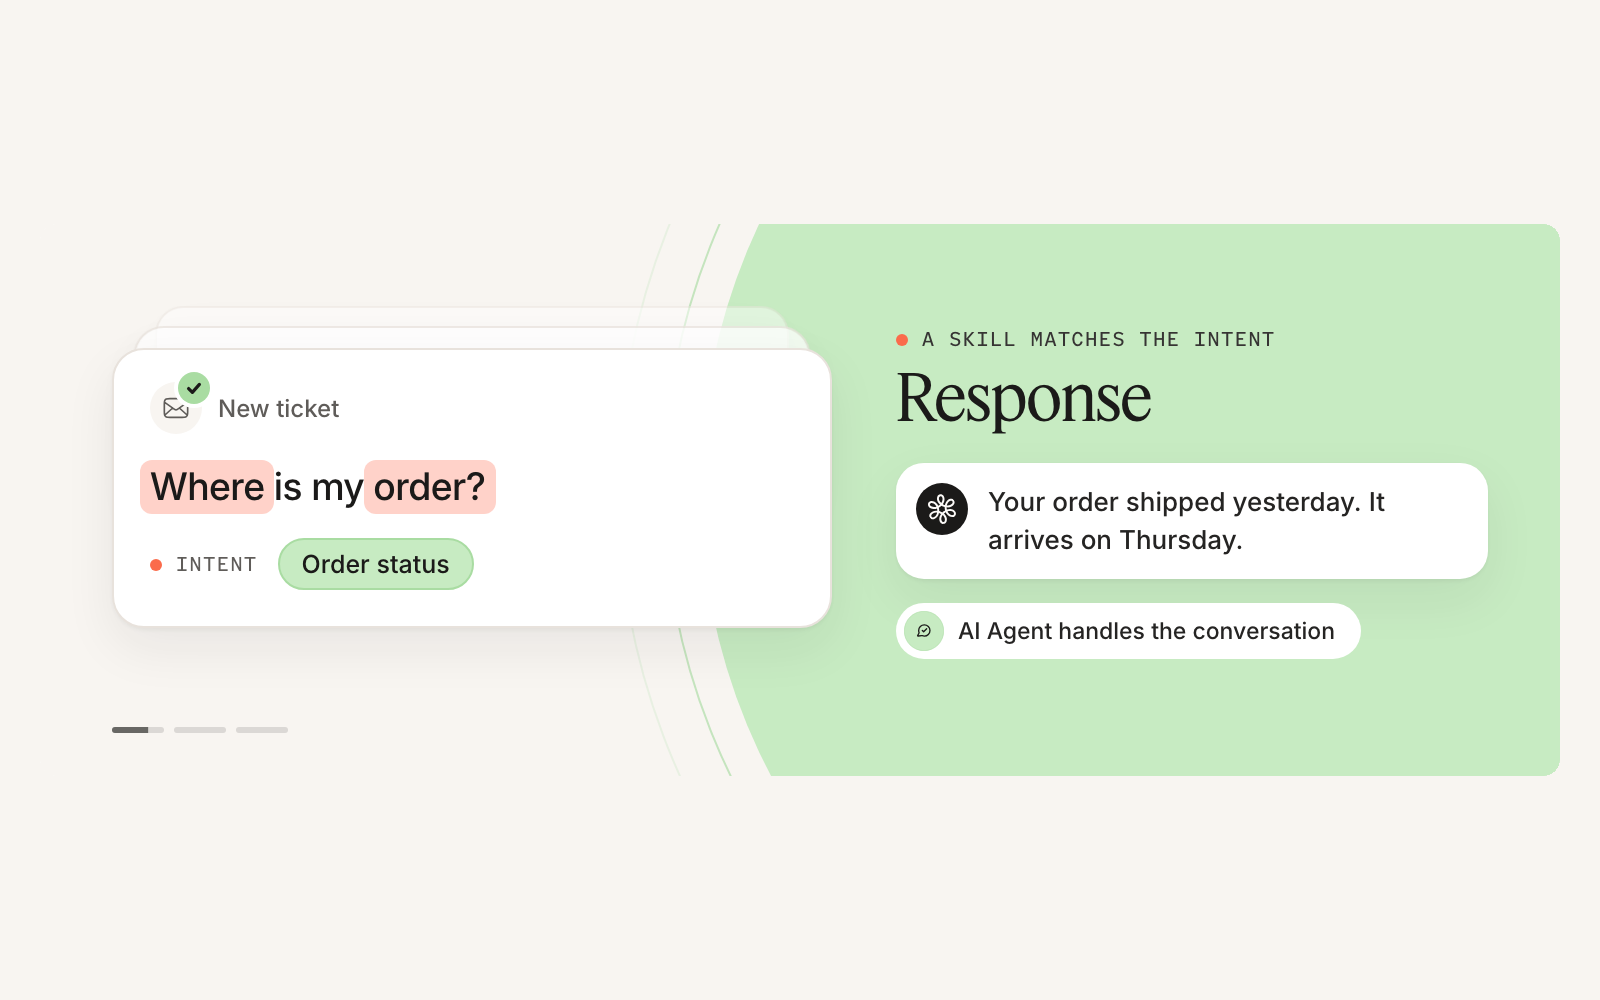 New ticket
Where is my order?
INTENT
Order status
A SKILL MATCHES THE INTENT
Response
Your order shipped yesterday. It
arrives on Thursday.
AI Agent handles the conversation